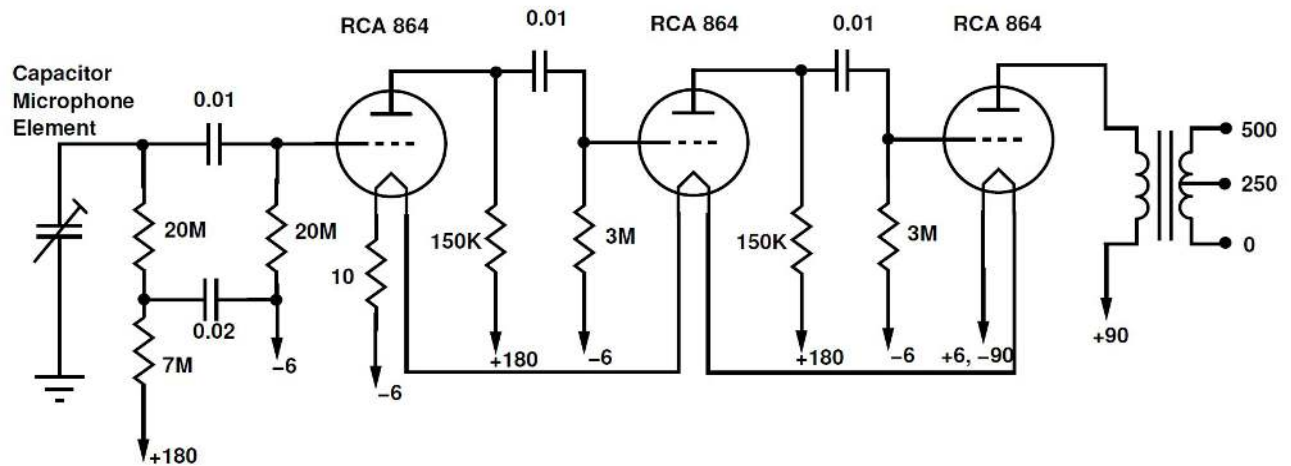 RCA 864
0.01
RCA 864
0.01
RCA 864
Capacitor
Microphone
Element
0.01
500
250
0
20M
20M
10
150K
3M
150K
3M
0.02
7M
−6
−6
+180
−6
+180
−6
+6, −90
+90
+180